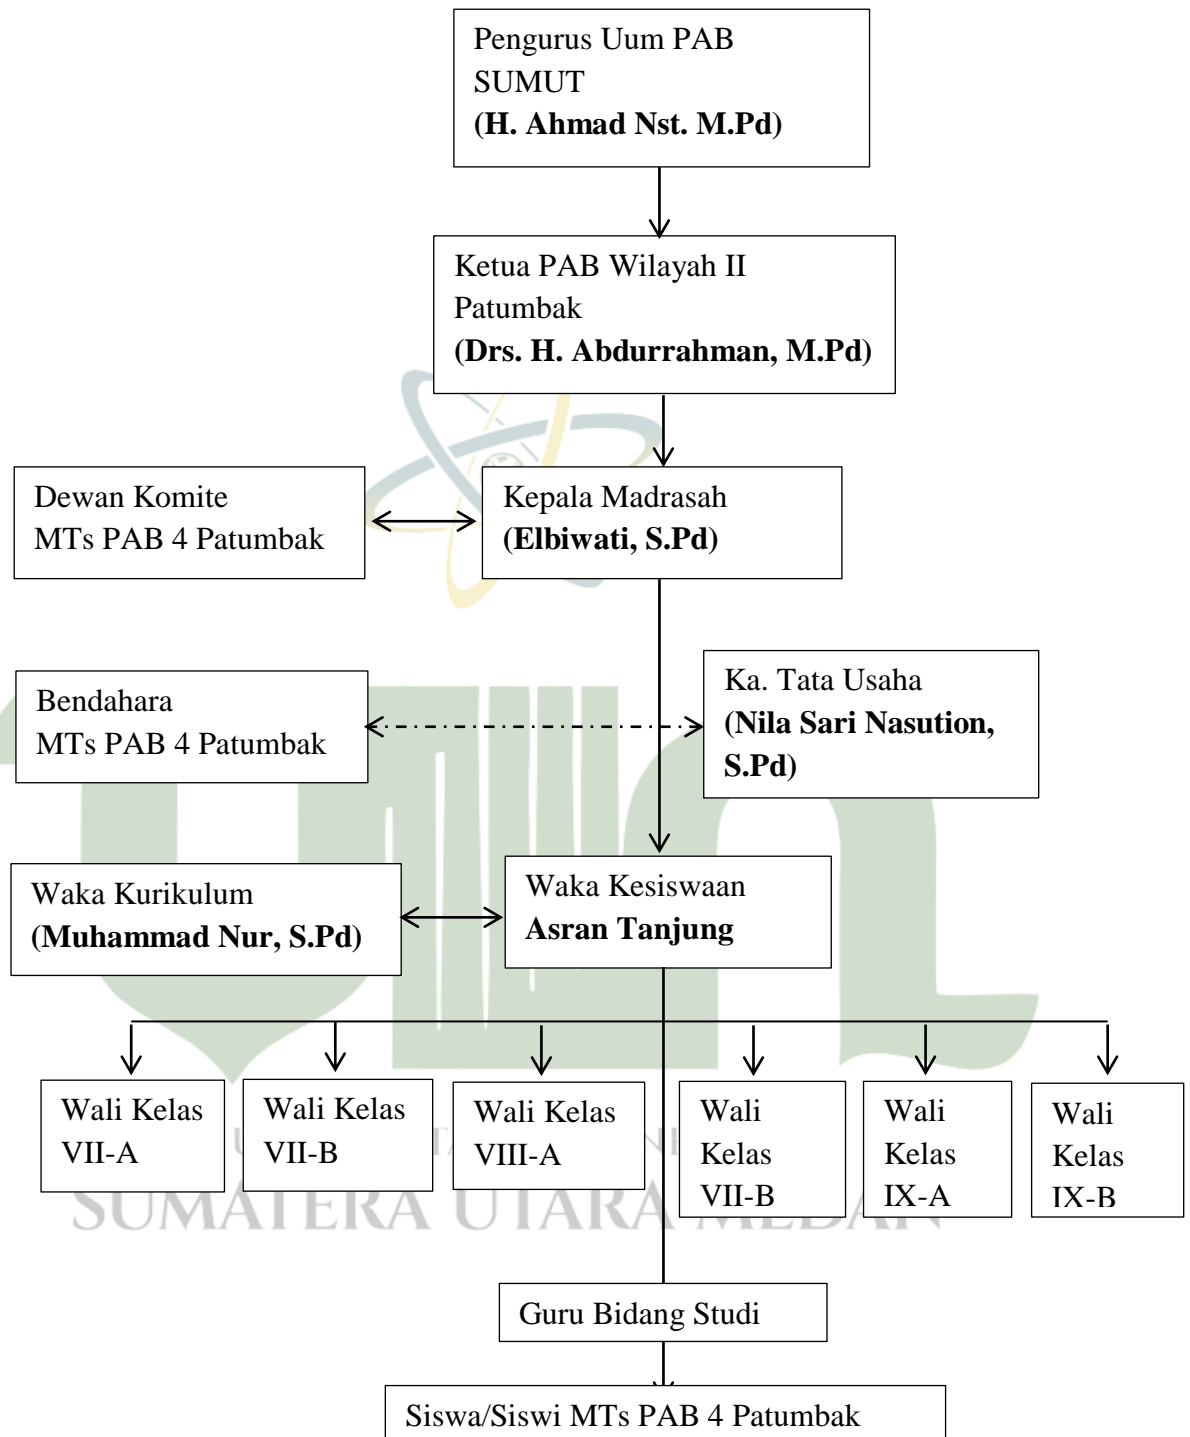 Pengurus Uum PAB
SUMUT
(H. Ahmad Nst. M.Pd)
Ketua PAB Wilayah II
Patumbak
(Drs. H. Abdurrahman, M.Pd)
Dewan Komite
MTs PAB 4 Patumbak
Kepala Madrasah
(Elbiwati, S.Pd)
Bendahara
MTs PAB 4 Patumbak
Ka. Tata Usaha
(Nila Sari Nasution,
S.Pd)
Waka Kurikulum
(Muhammad Nur, S.Pd)
Waka Kesiswaan
Asran Tanjung
Wali Kelas
VII-A
Wali Kelas
VII-B
Wali Kelas
VIII-A
Wali
Kelas
VII-B
Wali
Kelas
IX-A
Wali
Kelas
IX-B
SUMATERA UTARA MEDAN
Guru Bidang Studi
Siswa/Siswi MTs PAB 4 Patumbak